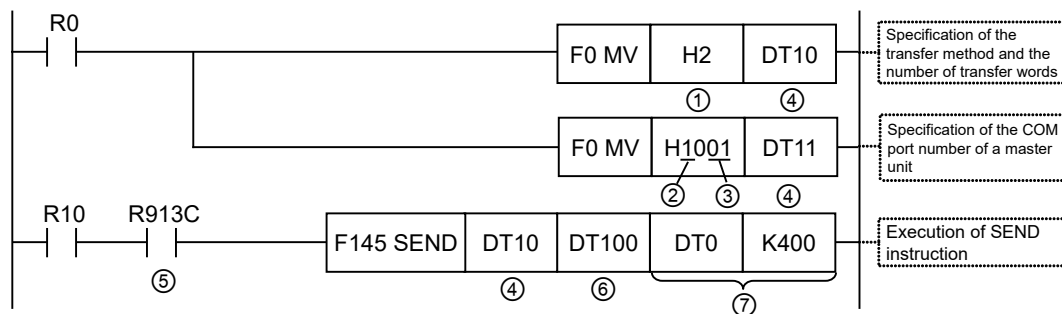 R0
F0 MV H2 DT10
Specification of the
transfer method and the
number of transfer words
① ④
F0 MV H1001 DT11
Specification of the COM
port number of a master
unit
② ③ ④
R10 R913C
F145 SEND DT10 DT100 DT0 K400
Execution of SEND
instruction
⑤ ④ ⑥ ⑦